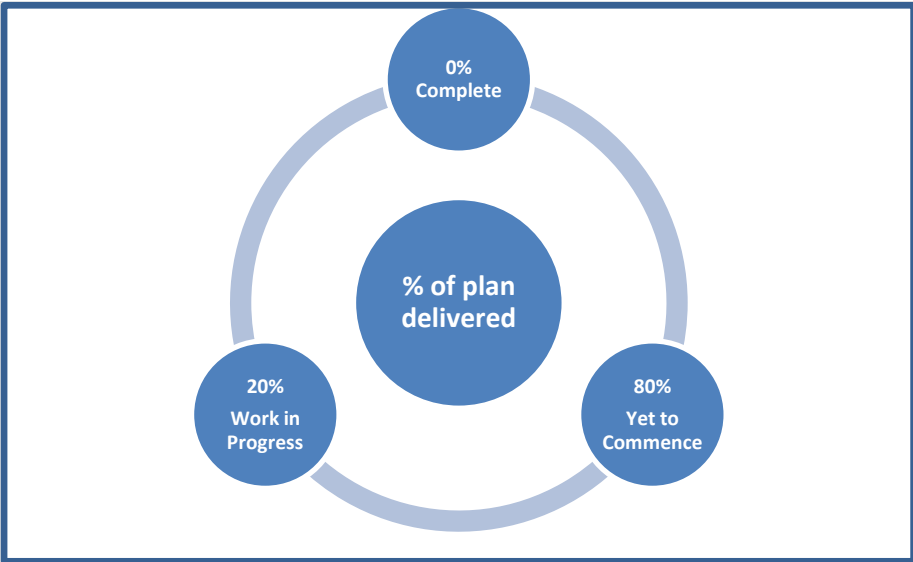 0%
Complete
% of plan
delivered
20%
Work in
Progress
80%
Yet to
Commence